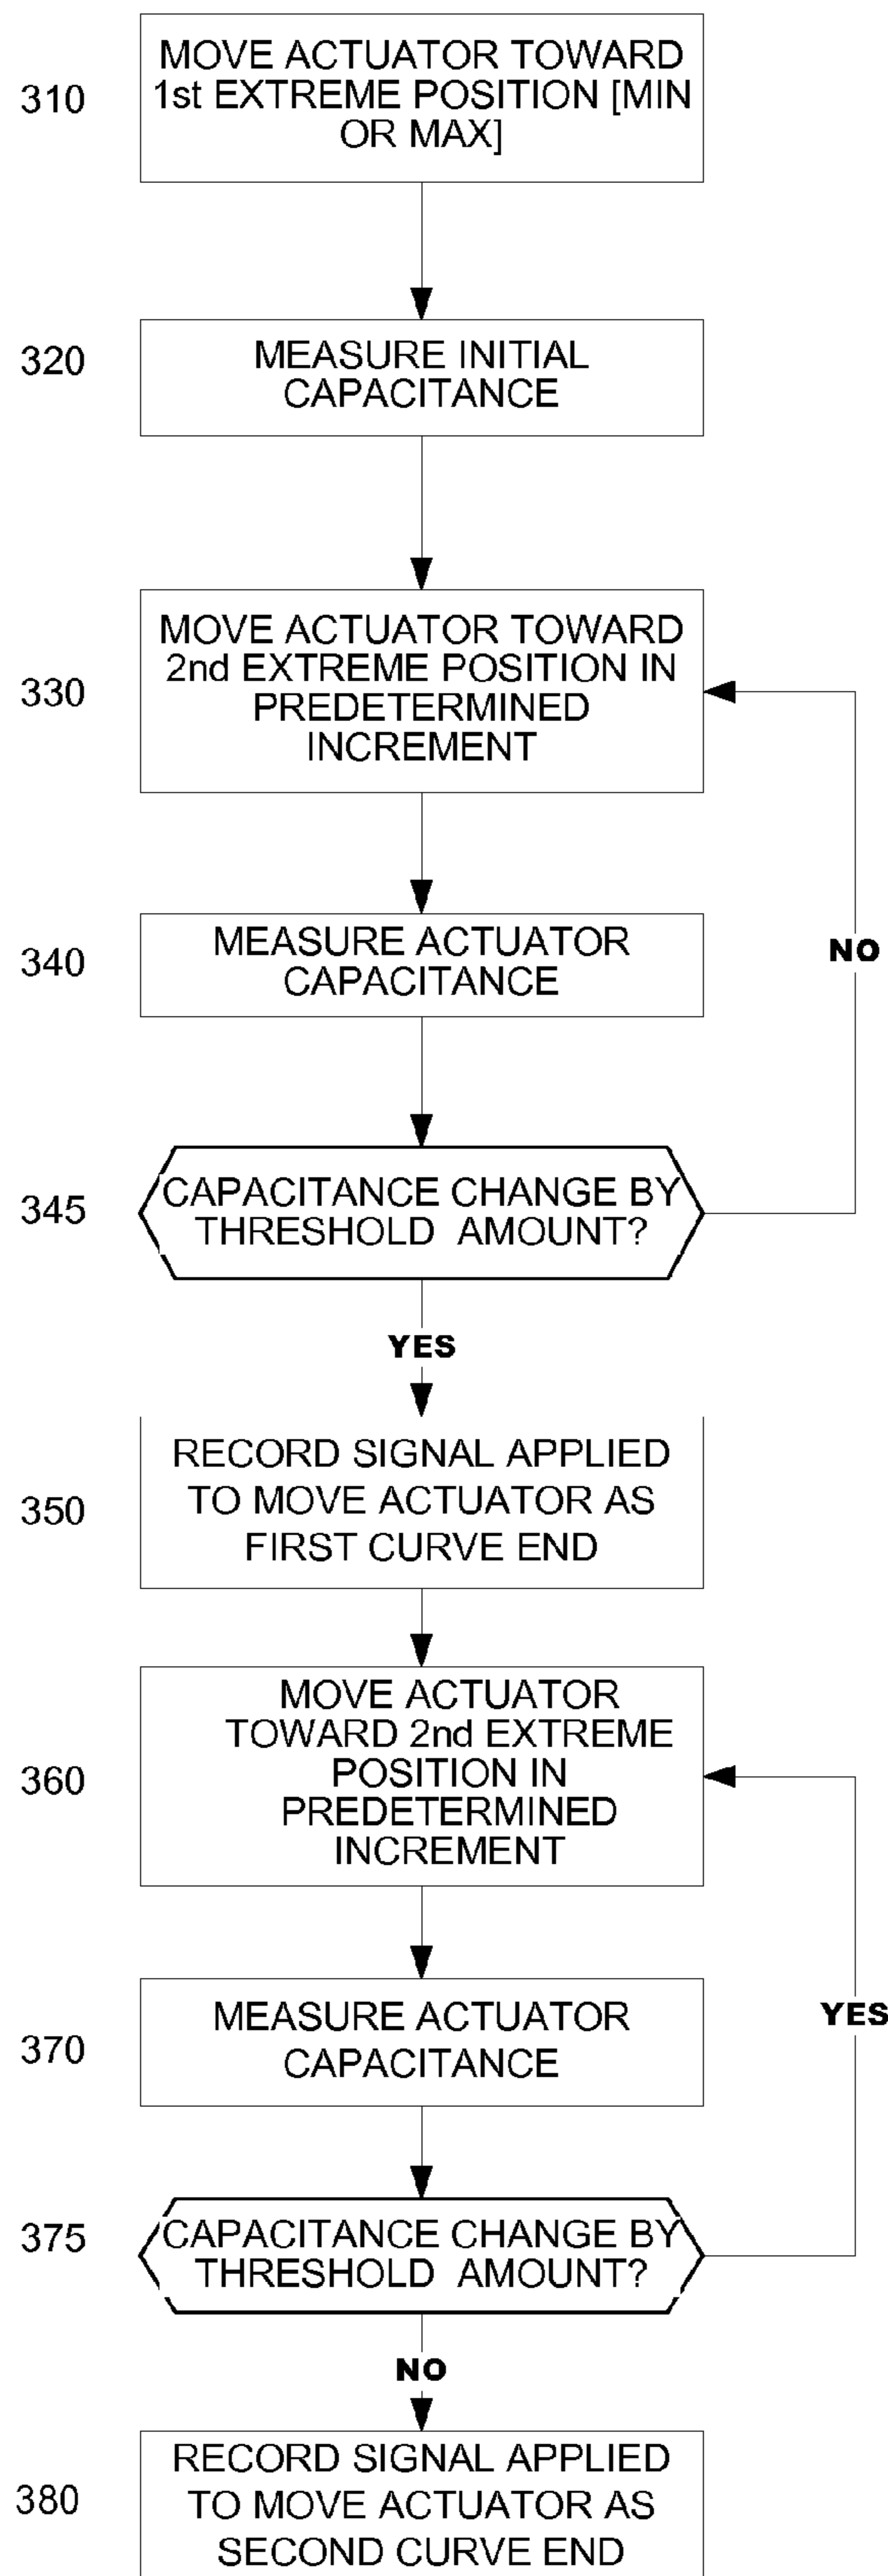 310
MOVE ACTUATOR TOWARD
1st EXTREME POSITION [MIN
OR MAX]
320
MEASURE INITIAL
CAPACITANCE
330
MOVE ACTUATOR TOWARD
2nd EXTREME POSITION IN
PREDETERMINED
INCREMENT
340
MEASURE ACTUATOR
CAPACITANCE
NO
345
CAPACITANCE CHANGE BY
THRESHOLD AMOUNT?
YES
350
RECORD SIGNAL APPLIED
TO MOVE ACTUATOR AS
FIRST CURVE END
360
MOVE ACTUATOR
TOWARD 2nd EXTREME
POSITION IN
PREDETERMINED
INCREMENT
370
MEASURE ACTUATOR
CAPACITANCE
YES
375
CAPACITANCE CHANGE BY
THRESHOLD AMOUNT?
NO
380
RECORD SIGNAL APPLIED
TO MOVE ACTUATOR AS
SECOND CURVE END